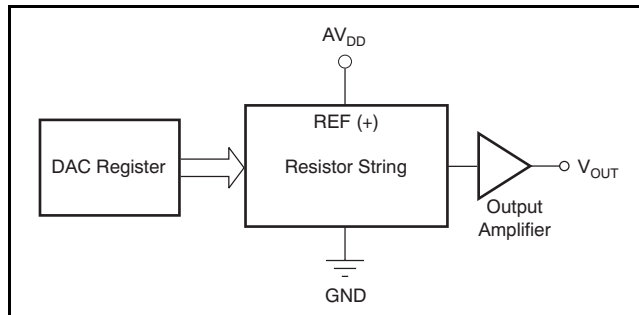 AVDD
REF (+)
DAC Register
Resistor String
VOUT
Output
Amplifier
GND